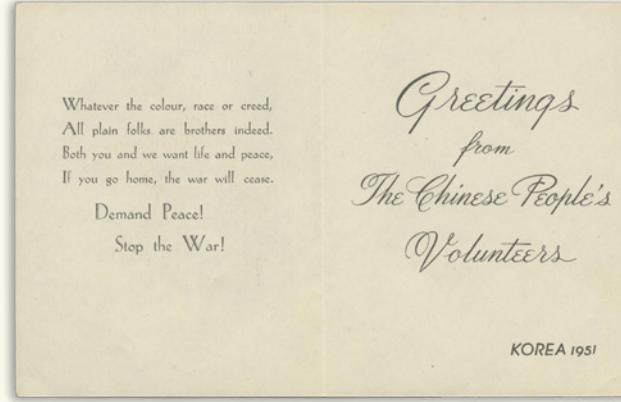 Whatever the colour, race or creed,
All plain folks are brothers indeed.
Both you and we want life and peace,
If you go home, the war will cease.
Demand Peace!
Stop the War!
Greetings
from
The Chinese People's
Volunteers
KOREA 1951